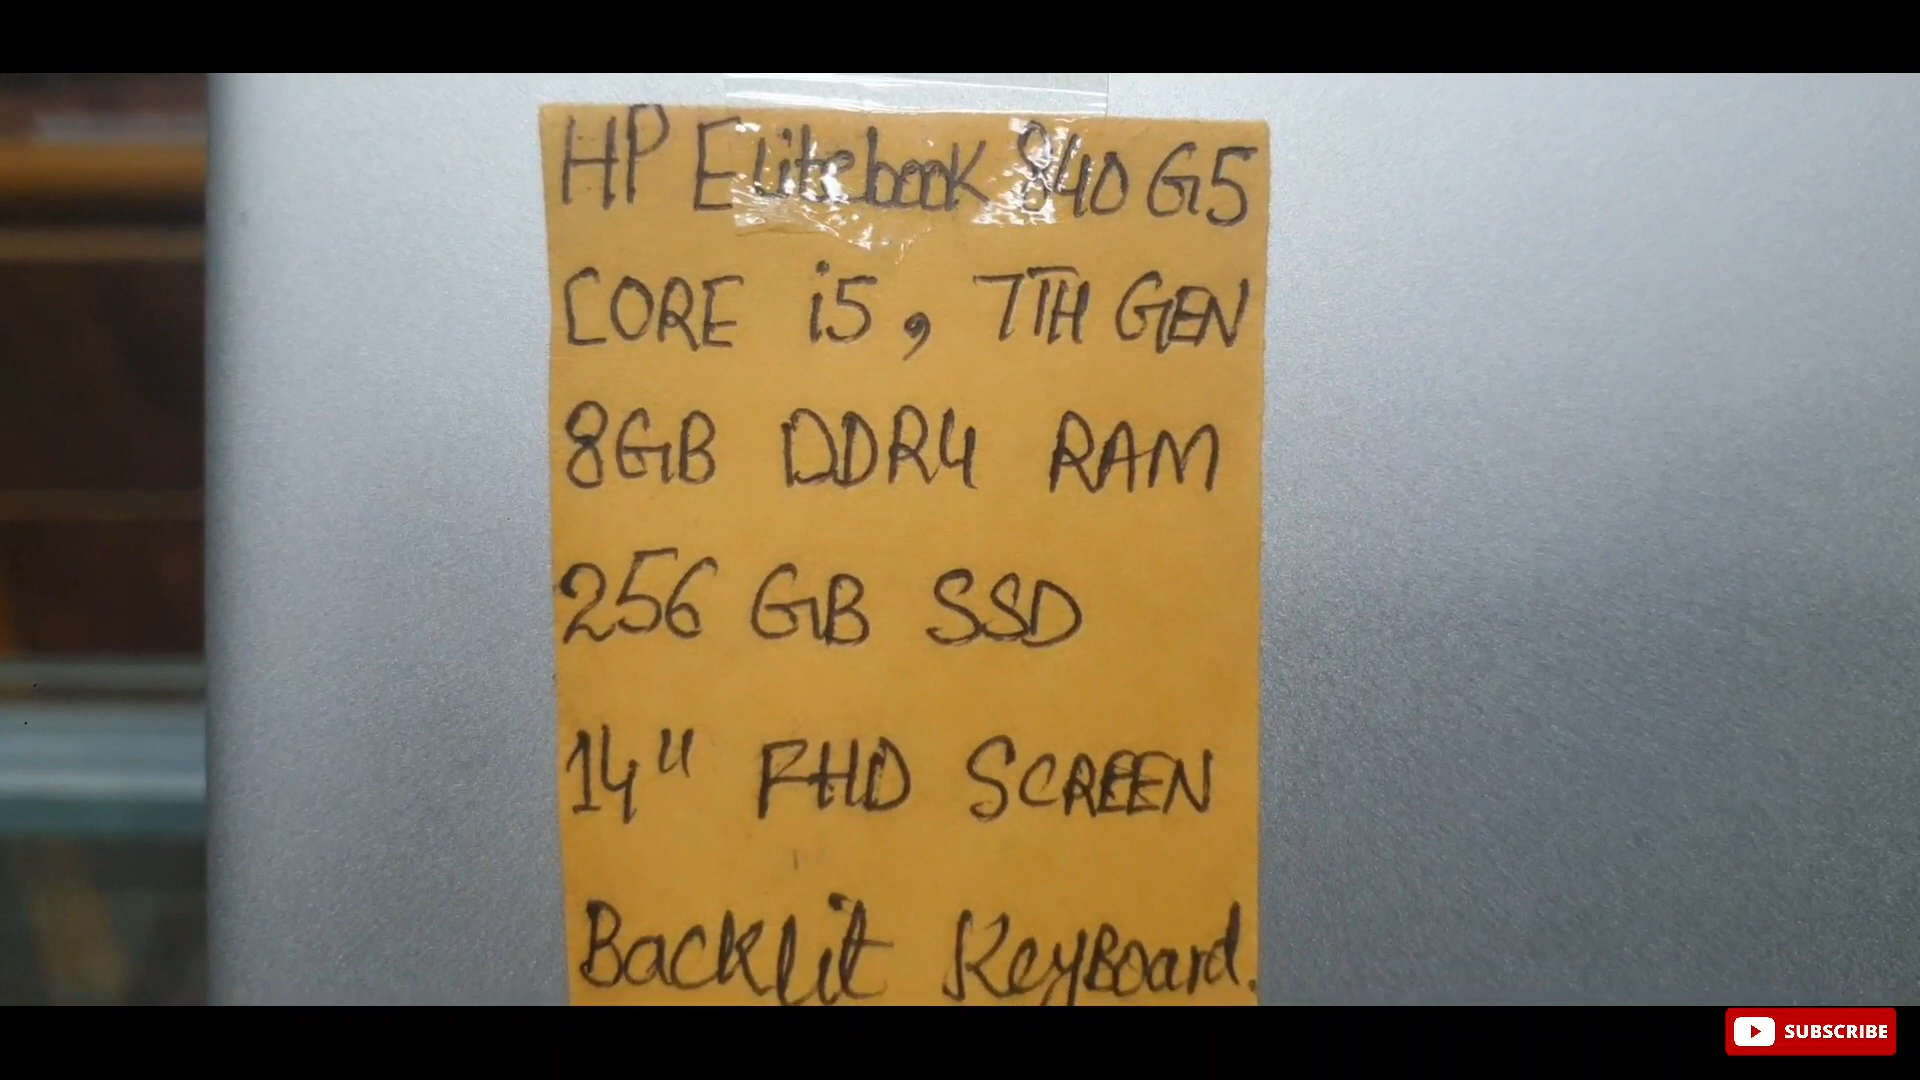 HP Elitebook 840 G5
CORE i5, 7TH GEN
8GB DDR4 RAM
256 GB SSD
14" FHD SCREEN
Backlit KeyBoard.
SUBSCRIBE